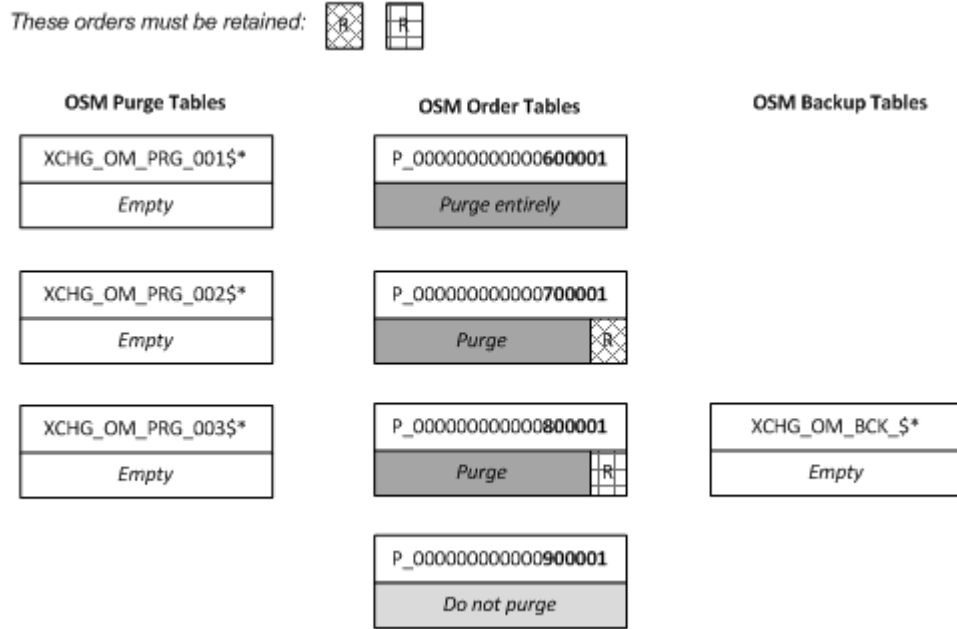 These orders must be retained: R R
OSM Purge Tables OSM Order Tables OSM Backup Tables
XCHG_OM_PRG_001$* P_000000000000600001
Empty Purge entirely
XCHG_OM_PRG_002$* P_000000000000700001
Empty Purge R
XCHG_OM_PRG_003$* P_000000000000800001 XCHG_OM_BCK_$*
Empty Purge R Empty
P_000000000000900001
Do not purge